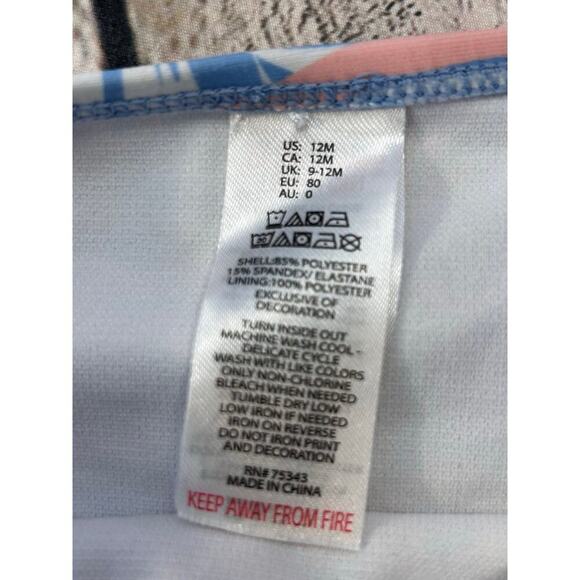 US: 12M
CA: 12M
UK: 9-12M
EU: 80
AU: 0
30
SHELL:85% POLYESTER
15% SPANDEX/ ELASTANE
LINING:100% POLYESTER
EXCLUSIVE OF
DECORATION
TURN INSIDE OUT
MACHINE WASH COOL -
DELICATE CYCLE
WASH WITH LIKE COLORS
ONLY NON-CHLORINE
BLEACH WHEN NEEDED
TUMBLE DRY LOW
LOW IRON IF NEEDED
IRON ON REVERSE
DO NOT IRON PRINT
AND DECORATION
RN# 75343
MADE IN CHINA
KEEP AWAY FROM FIRE